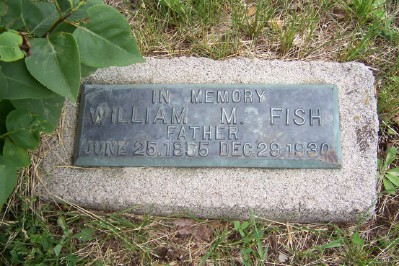 IN MEMORY
WILLIAM M. FISH
FATHER
JUNE 25.1855 DEC.29.1930